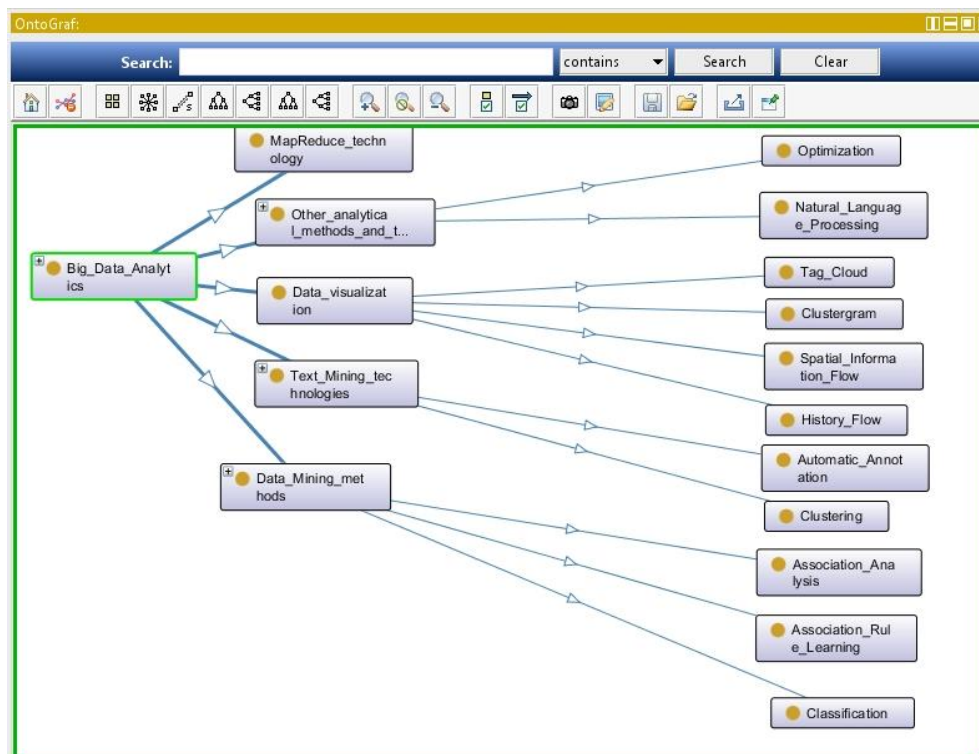 OntoGraf:
Search:
contains
Search
Clear
MapReduce_techn
ology
Other_analytica
l_methods_and_t...
Big_Data_Analyt
ics
Data_visualizat
ion
Text_Mining_tec
hnologies
Data_Mining_met
hods
Optimization
Natural_Languag
e_Processing
Tag_Cloud
Clustergram
Spatial_Informa
tion_Flow
History_Flow
Automatic_Annot
ation
Clustering
Association_Ana
lysis
Association_Rul
e_Learning
Classification